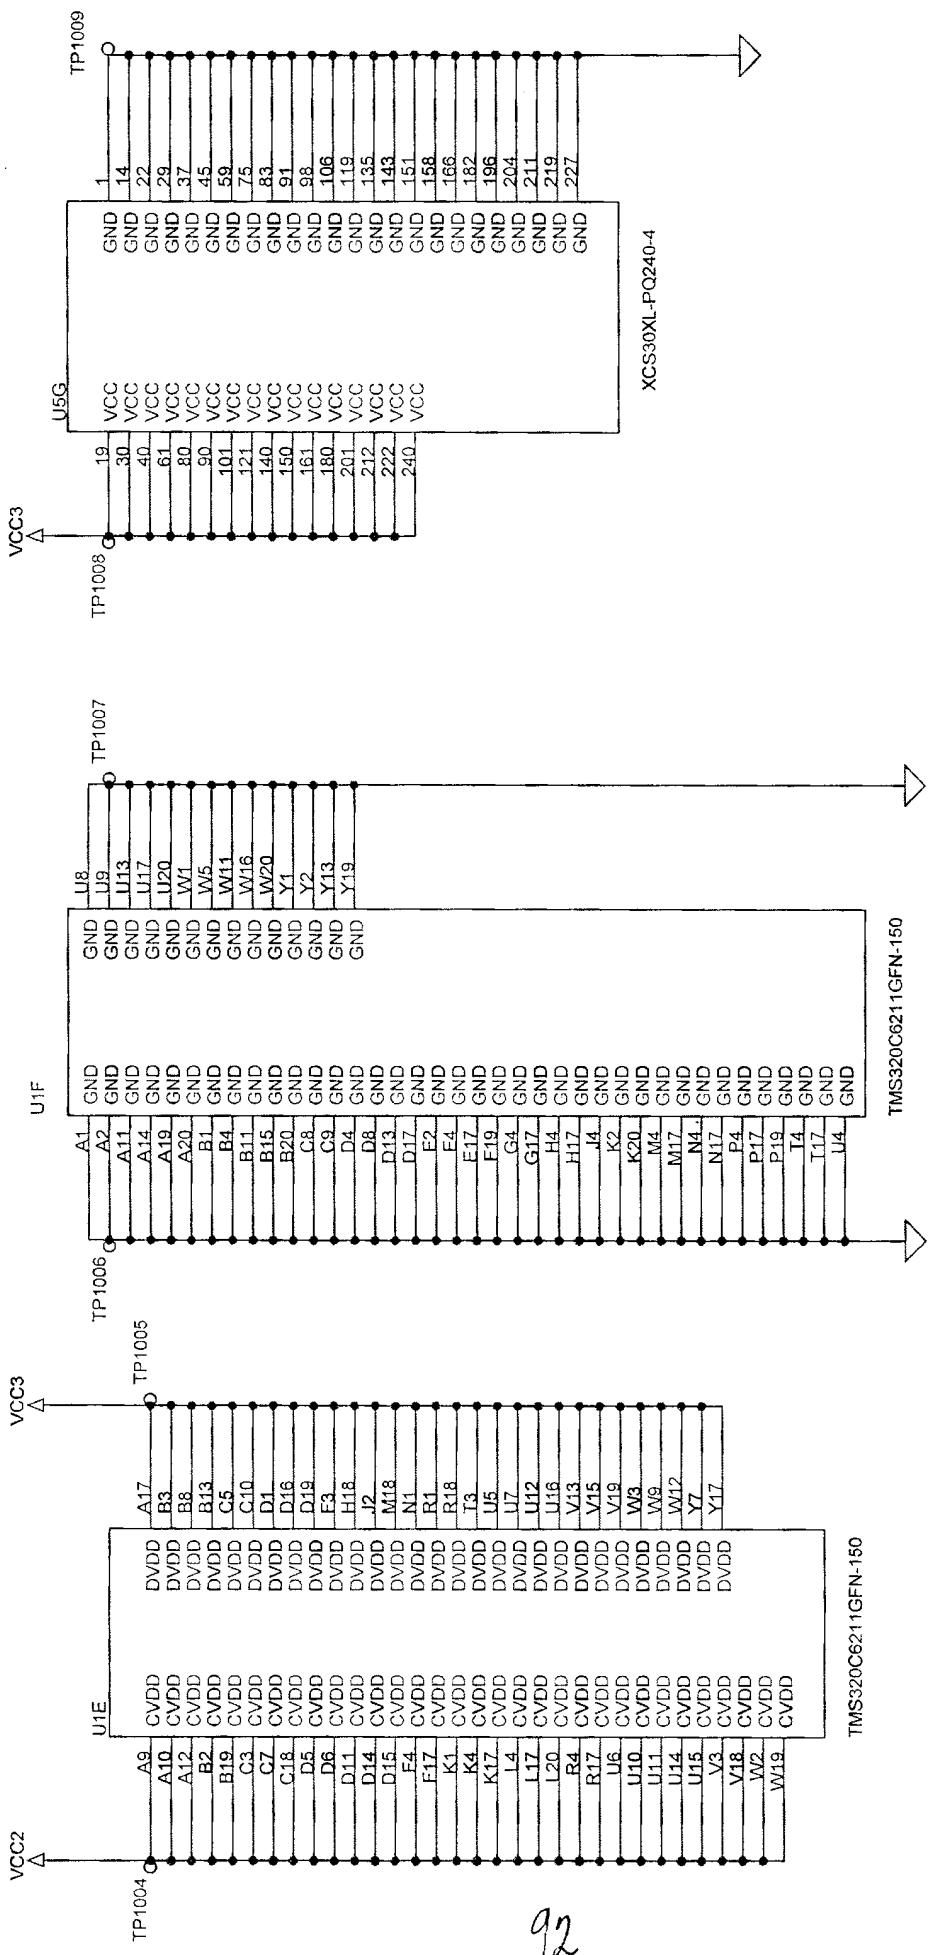 VCC2
VCC3
TP1004
TP1005
U1E
A9 CVDD DVDD A17
A10 CVDD DVDD B3
A12 CVDD DVDD B8
B2 CVDD DVDD B13
B19 CVDD DVDD C5
C3 CVDD DVDD C10
C7 CVDD DVDD D1
C18 CVDD DVDD D16
D5 CVDD DVDD D19
D6 CVDD DVDD F3
D11 CVDD DVDD H18
D14 CVDD DVDD J2
D15 CVDD DVDD M18
F4 CVDD DVDD N1
F17 CVDD DVDD R1
K1 CVDD DVDD R18
K4 CVDD DVDD T3
K17 CVDD DVDD U5
L4 CVDD DVDD U7
L17 CVDD DVDD U12
L20 CVDD DVDD U16
R4 CVDD DVDD V13
R17 CVDD DVDD V15
U6 CVDD DVDD V19
U10 CVDD DVDD W3
U11 CVDD DVDD W9
U14 CVDD DVDD W12
U15 CVDD DVDD Y7
V3 CVDD DVDD Y17
V18 CVDD
W2 CVDD
W19 CVDD
TMS320C6211GFN-150
TP1006
TP1007
U1F
A1 GND GND U8
A2 GND GND U9
A11 GND GND U13
A14 GND GND U17
A19 GND GND U20
A20 GND GND W1
B1 GND GND W5
B4 GND GND W11
B11 GND GND W16
B15 GND GND W20
B20 GND GND Y1
C8 GND GND Y2
C9 GND GND Y13
D4 GND GND Y19
D8 GND
D13 GND
D17 GND
E2 GND
E4 GND
E17 GND
F19 GND
G4 GND
G17 GND
H4 GND
H17 GND
J4 GND
K2 GND
K20 GND
M4 GND
M17 GND
N4 GND
N17 GND
P4 GND
P17 GND
P19 GND
T4 GND
T17 GND
U4 GND
TMS320C6211GFN-150
VCC3
TP1008
TP1009
U5G
19 VCC GND 1
30 VCC GND 14
40 VCC GND 22
61 VCC GND 29
80 VCC GND 37
90 VCC GND 45
101 VCC GND 59
121 VCC GND 75
140 VCC GND 83
150 VCC GND 91
161 VCC GND 98
180 VCC GND 106
201 VCC GND 119
212 VCC GND 135
222 VCC GND 143
240 VCC GND 151
GND 158
GND 166
GND 182
GND 196
GND 204
GND 211
GND 219
GND 227
XCS30XL-PQ240-4
92